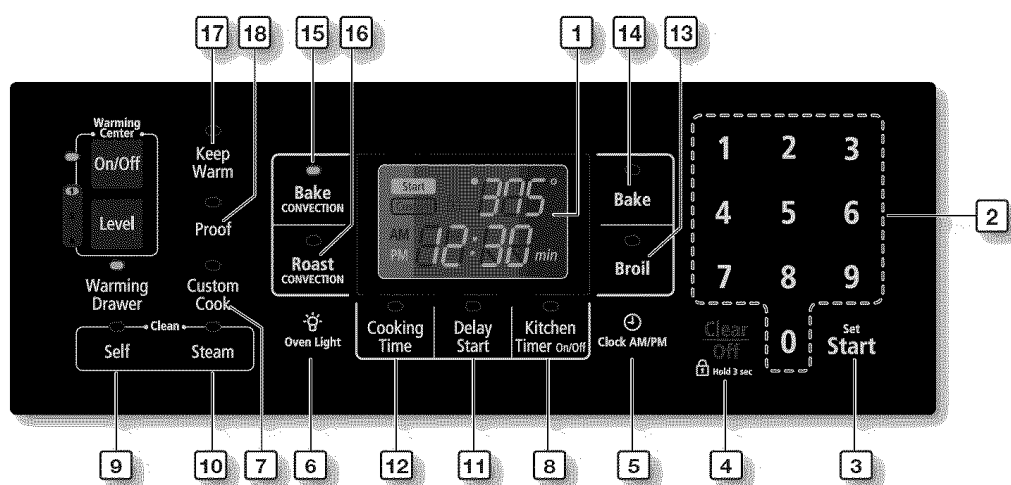 17 18 15 16 1 14 13
Warming
Center
On/Off
Level
Warming
Drawer
Keep
Warm
Proof
Custom
Cook
Clean
Self Steam
Bake
CONVECTION
Roast
CONVECTION
Oven Light
Start
375°
AM
PM
12:30 min
Cooking
Time
Delay
Start
Kitchen
Timer On/Off
Bake
Broil
Clock AM/PM
1 2 3
4 5 6
7 8 9
0
Clear
Off
Hold 3 sec
Set
Start
2
9 10 7 6 12 11 8 5 4 3